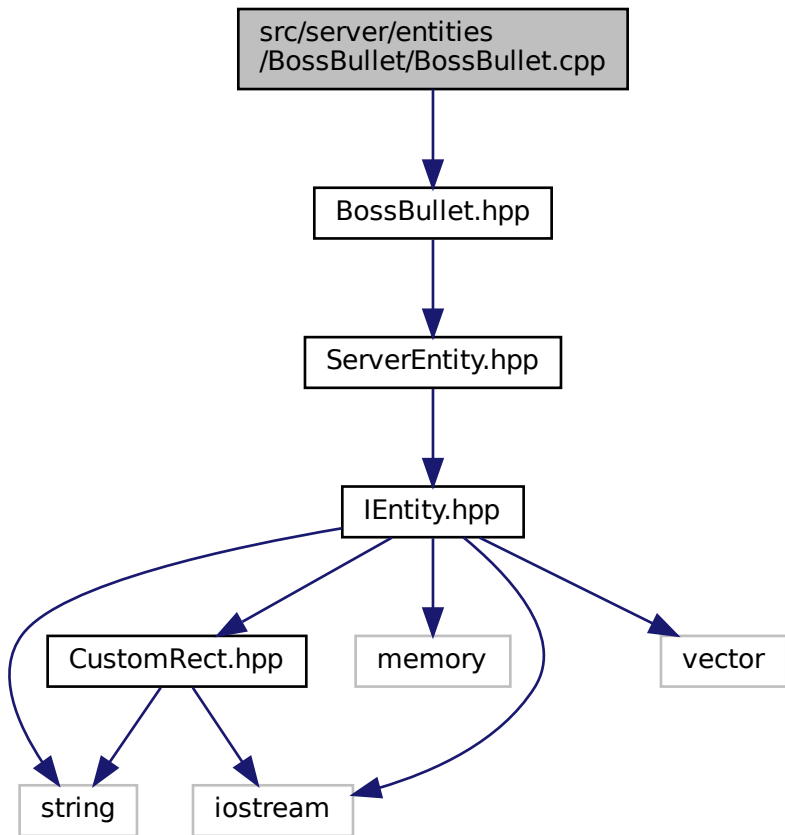 src/server/entities
/BossBullet/BossBullet.cpp
BossBullet.hpp
ServerEntity.hpp
IEntity.hpp
CustomRect.hpp
memory
vector
string
iostream